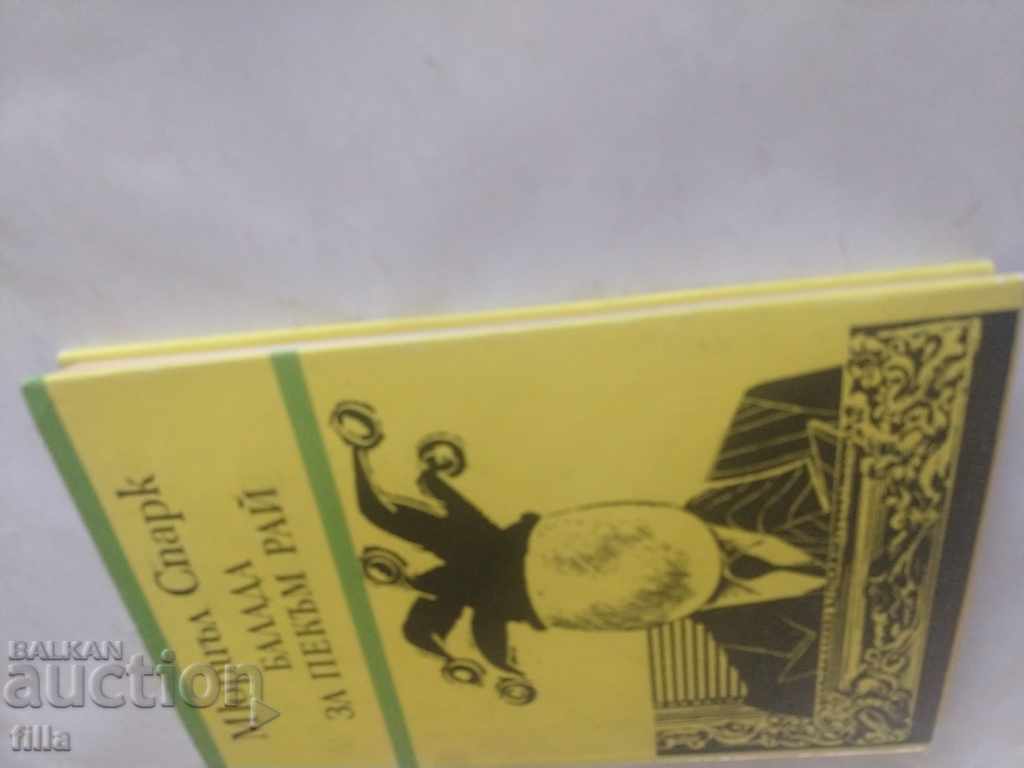 Мюриъл Спарк
БАЛАДА
ЗА ПЕКЪМ РАЙ
BALKAN
auction
filla